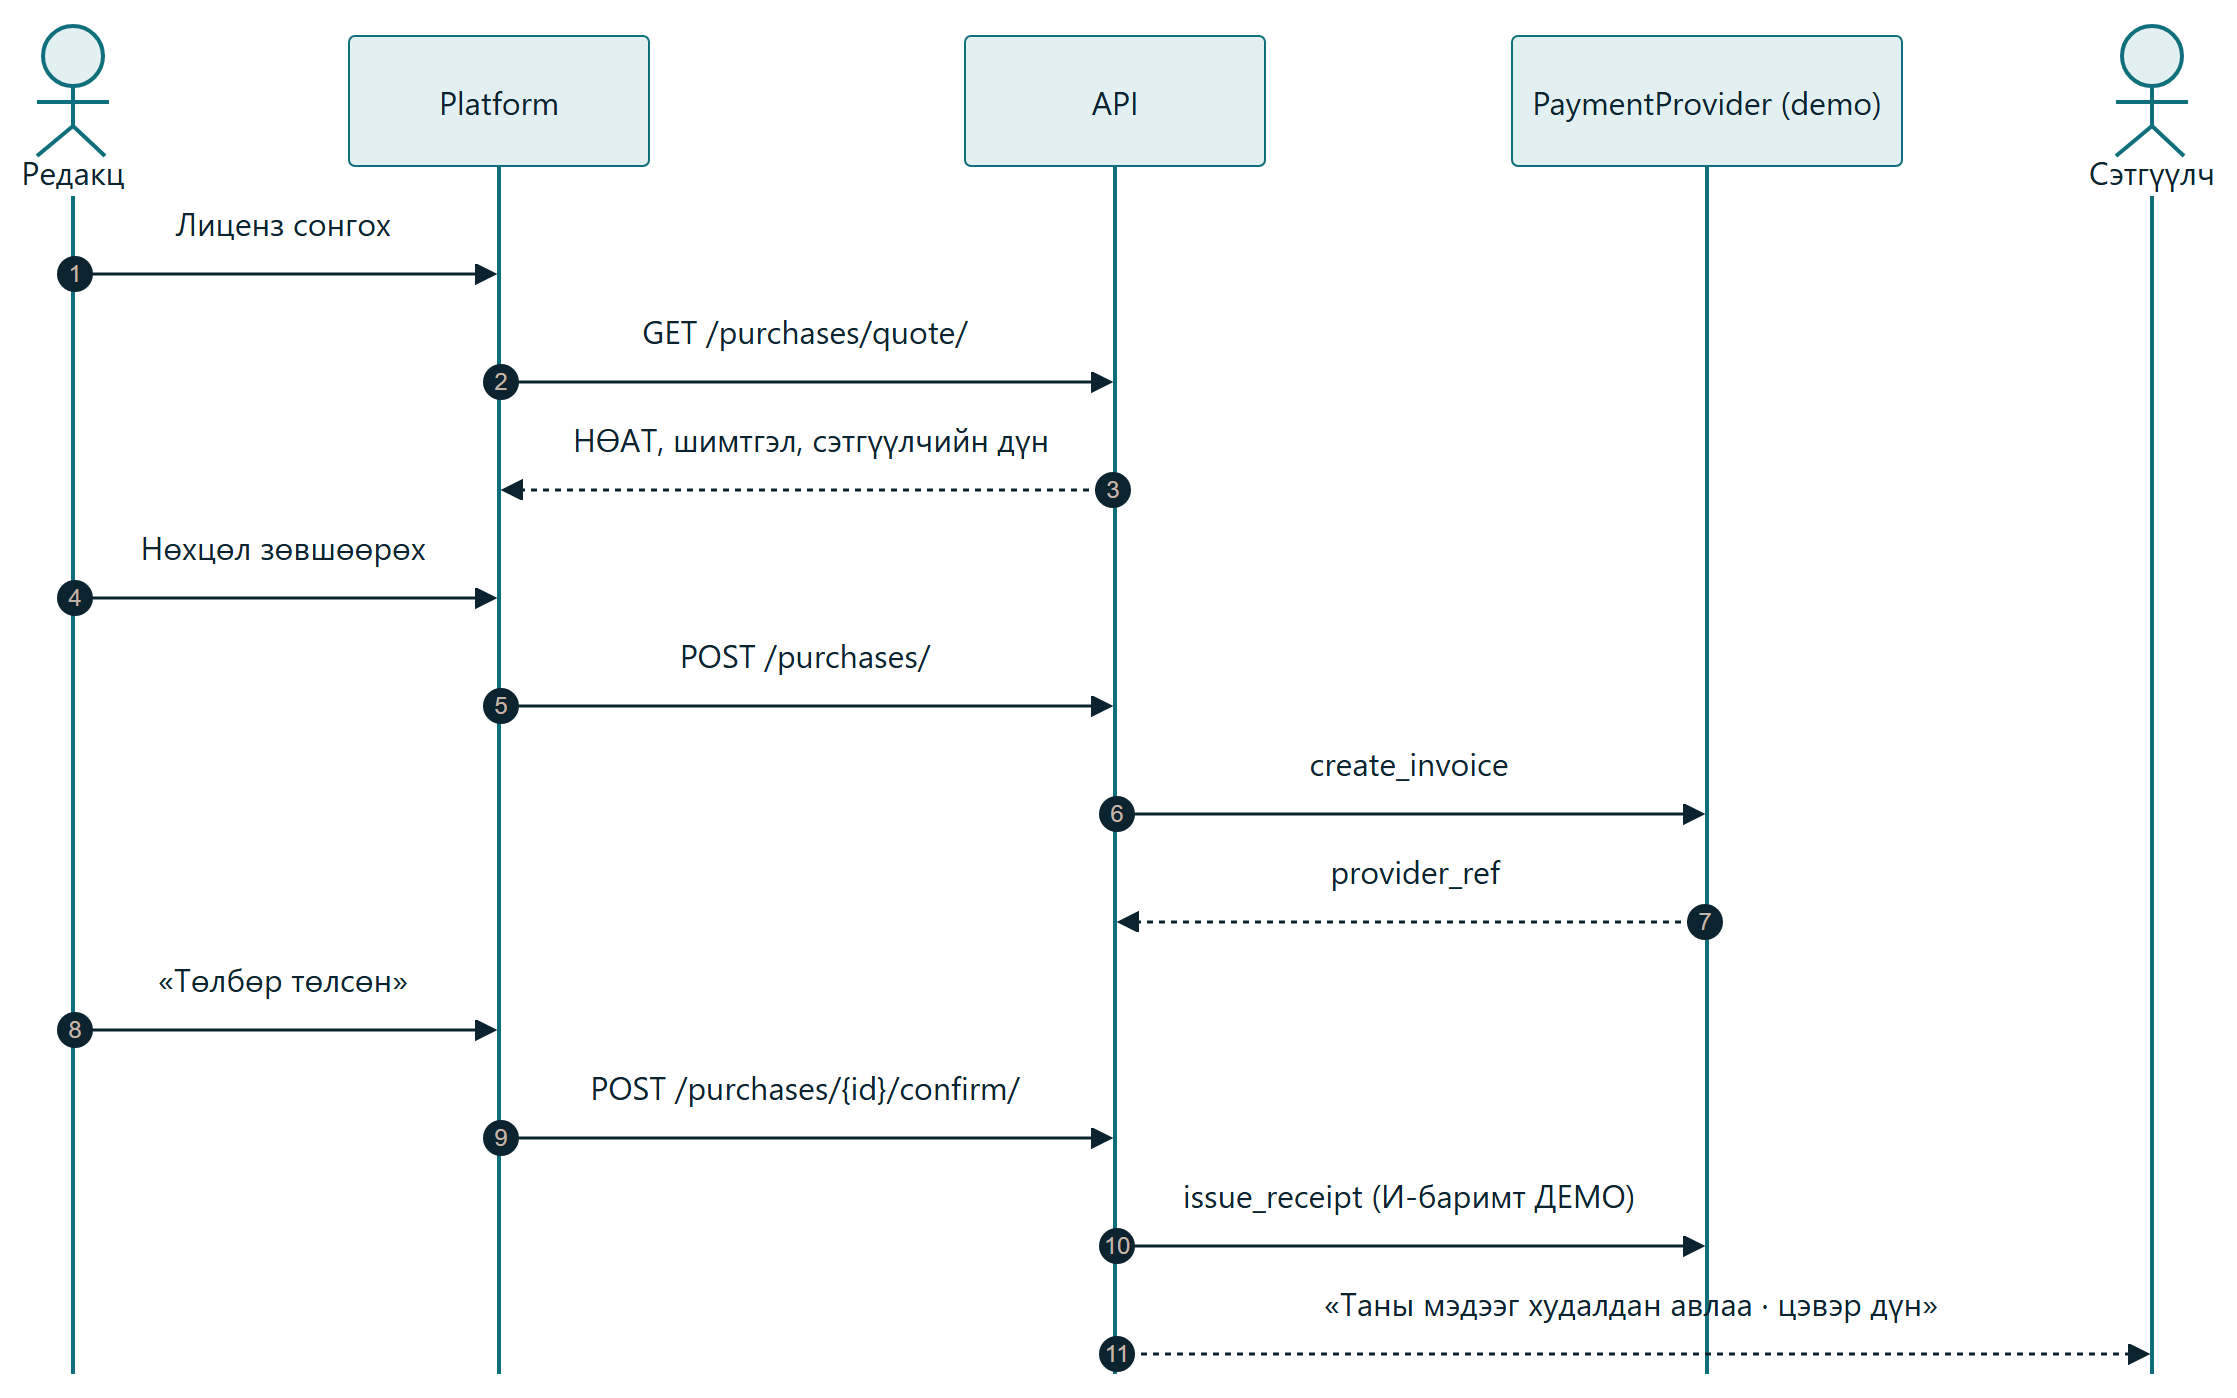 Редакц
Platform
API
PaymentProvider (demo)
Сэтгүүлч
Лиценз сонгох
1
GET /purchases/quote/
2
НӨАТ, шимтгэл, сэтгүүлчийн дүн
3
Нөхцөл зөвшөөрөх
4
POST /purchases/
5
create_invoice
6
provider_ref
7
«Төлбөр төлсөн»
8
POST /purchases/{id}/confirm/
9
issue_receipt (И-баримт ДЕМО)
10
«Таны мэдээг худалдан авлаа · цэвэр дүн»
11